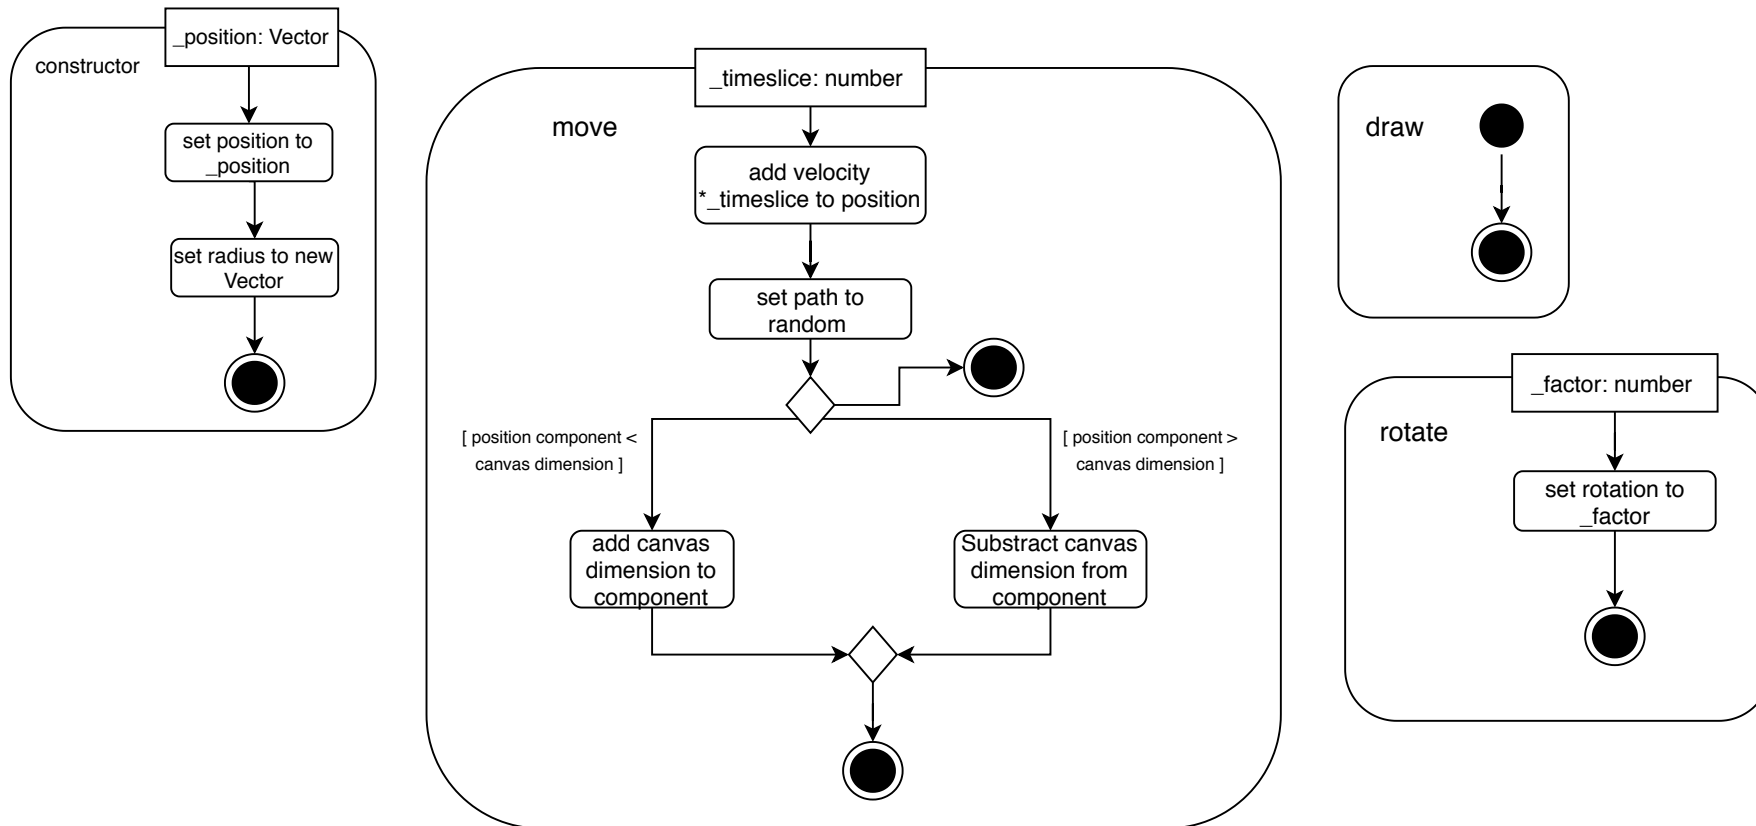 _position: Vector
constructor
set position to
_position
set radius to new
Vector
_timeslice: number
move
add velocity
*_timeslice to position
set path to
random
[ position component <
canvas dimension ]
[ position component >
canvas dimension ]
add canvas
dimension to
component
Substract canvas
dimension from
component
draw
_factor: number
rotate
set rotation to
_factor